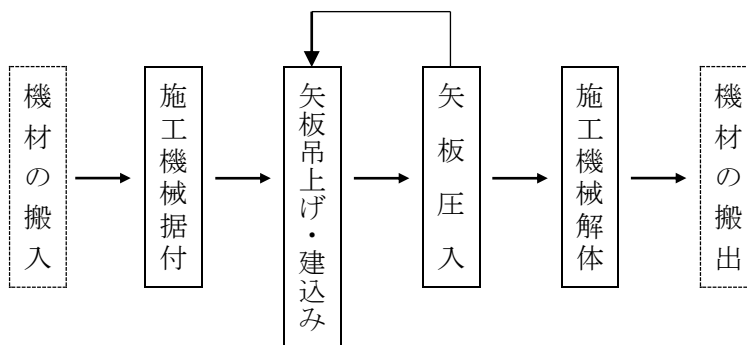 機材の搬入
施工機械据付
矢板吊上げ・建込み
矢板圧入
施工機械解体
機材の搬出